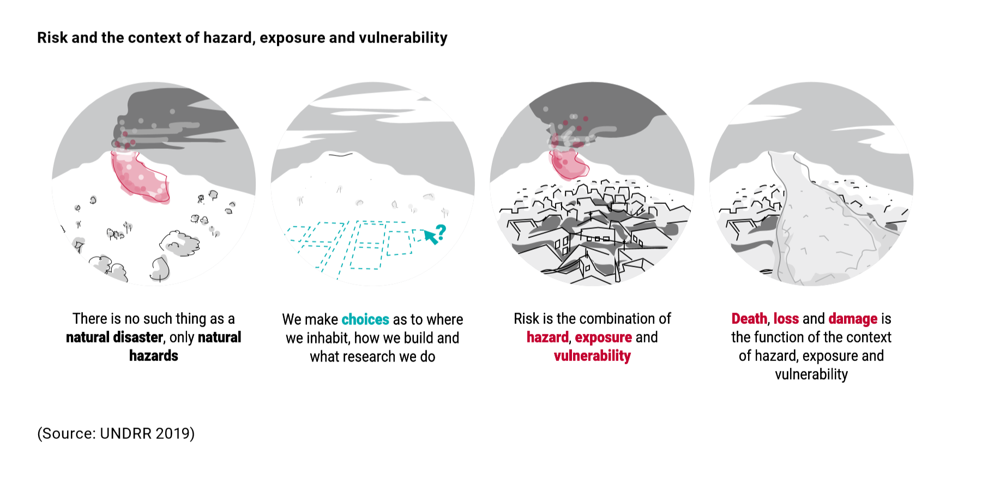 Risk and the context of hazard, exposure and vulnerability
?
There is no such thing as a
natural disaster, only natural
hazards
We make choices as to where
we inhabit, how we build and
what research we do
Risk is the combination of
hazard, exposure and
vulnerability
Death, loss and damage is
the function of the context
of hazard, exposure and
vulnerability
(Source: UNDRR 2019)